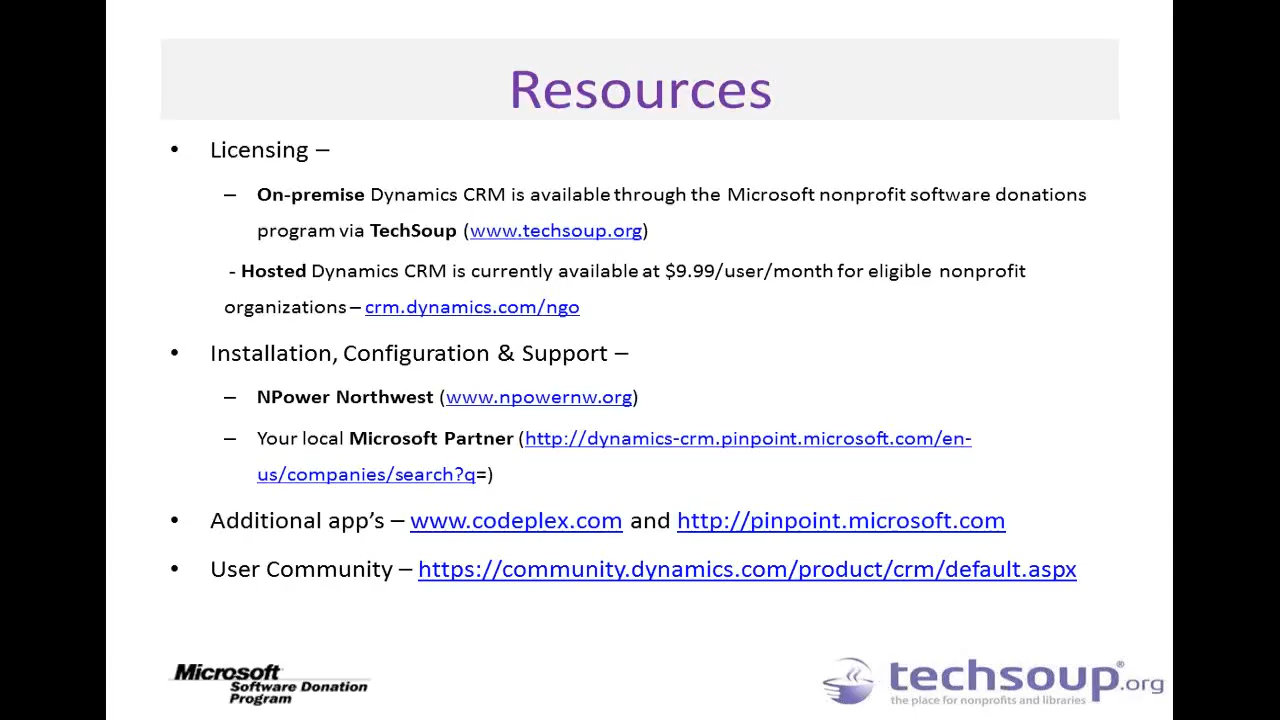 Resources
• Licensing –
– On-premise Dynamics CRM is available through the Microsoft nonprofit software donations
program via TechSoup (www.techsoup.org)
- Hosted Dynamics CRM is currently available at $9.99/user/month for eligible nonprofit
organizations – crm.dynamics.com/ngo
• Installation, Configuration & Support –
– NPower Northwest (www.npowernw.org)
– Your local Microsoft Partner (http://dynamics-crm.pinpoint.microsoft.com/en-
us/companies/search?q=)
• Additional app's – www.codeplex.com and http://pinpoint.microsoft.com
• User Community – https://community.dynamics.com/product/crm/default.aspx
Microsoft
Software Donation
Program
techsoup®.org
the place for nonprofits and libraries